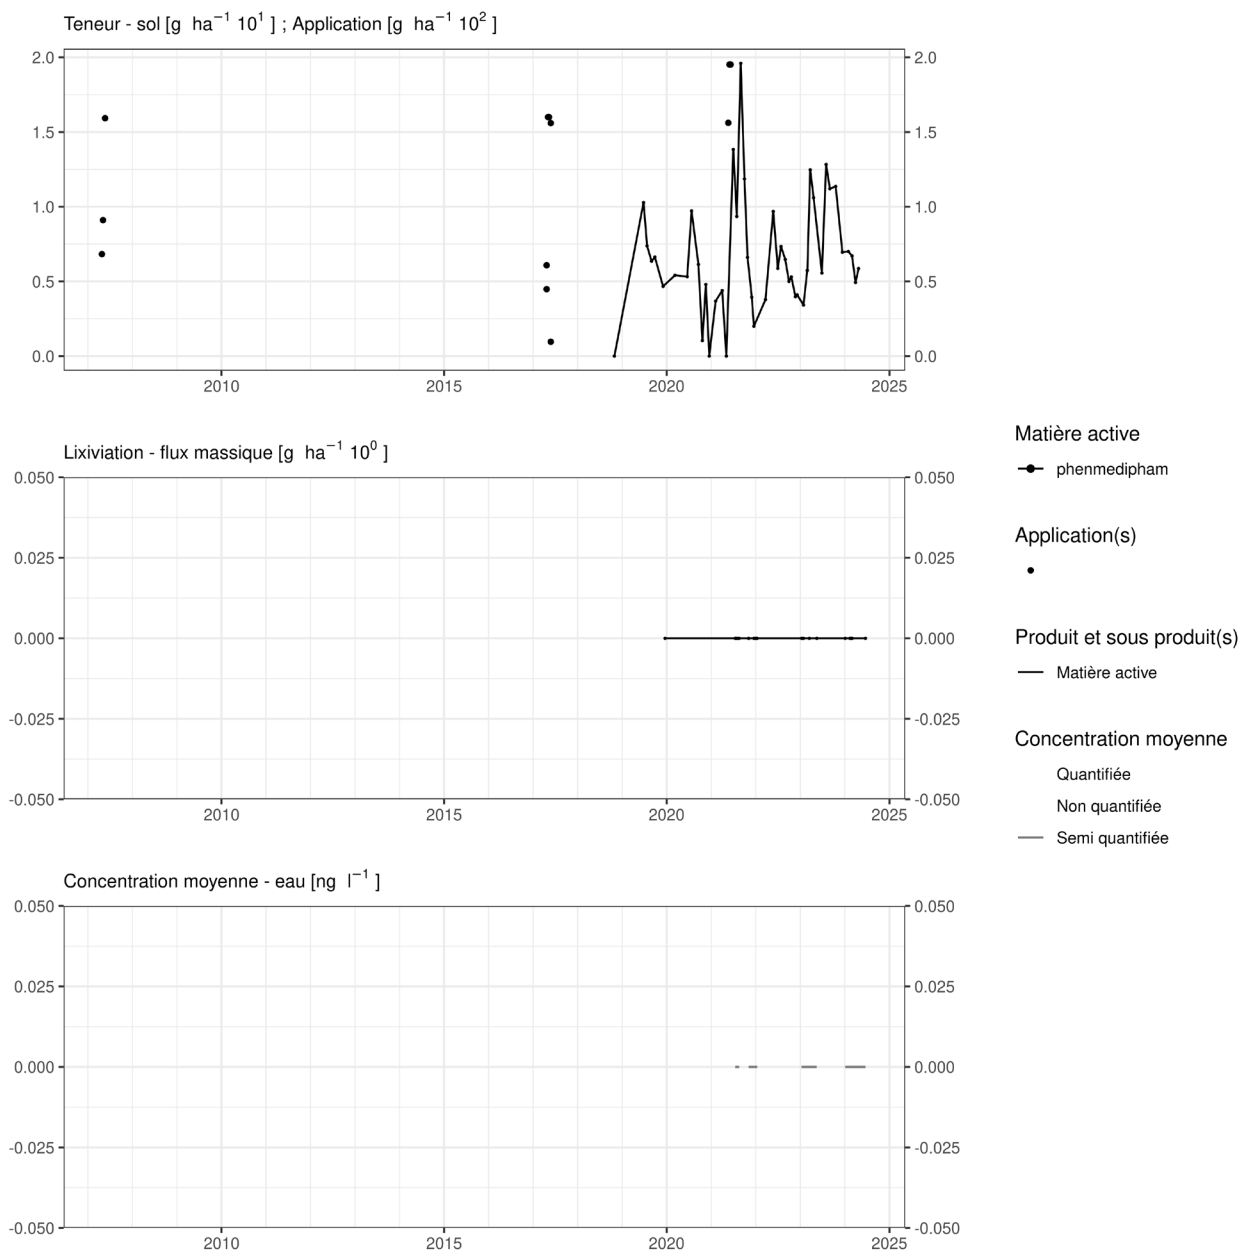 Teneur - sol [g ha⁻¹ 10¹ ] ; Application [g ha⁻¹ 10² ]
2.0 2.0
1.5 1.5
1.0 1.0
0.5 0.5
0.0 0.0
2010 2015 2020 2025
Lixiviation - flux massique [g ha⁻¹ 10⁰ ]
0.050 0.050
0.025 0.025
0.000 0.000
-0.025 -0.025
-0.050 -0.050
2010 2015 2020 2025
Concentration moyenne - eau [ng l⁻¹ ]
0.050 0.050
0.025 0.025
0.000 0.000
-0.025 -0.025
-0.050 -0.050
2010 2015 2020 2025
Matière active
phenmedipham
Application(s)
Produit et sous produit(s)
Matière active
Concentration moyenne
Quantifiée
Non quantifiée
Semi quantifiée